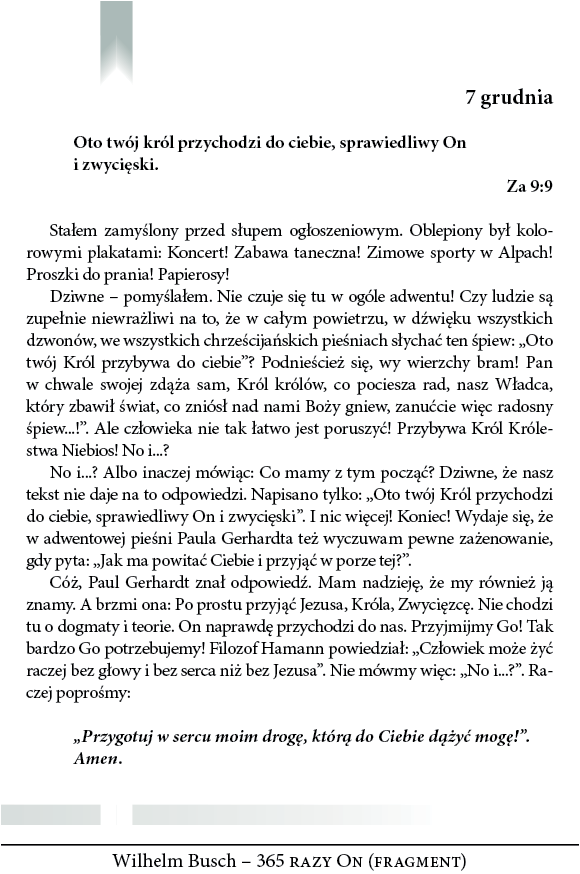 7 grudnia
Oto twój król przychodzi do ciebie, sprawiedliwy On
i zwycięski.
Za 9:9
Stałem zamyślony przed słupem ogłoszeniowym. Oblepiony był kolo-
rowymi plakatami: Koncert! Zabawa taneczna! Zimowe sporty w Alpach!
Proszki do prania! Papierosy!
Dziwne – pomyślałem. Nie czuje się tu w ogóle adwentu! Czy ludzie są
zupełnie niewrażliwi na to, że w całym powietrzu, w dźwięku wszystkich
dzwonów, we wszystkich chrześcijańskich pieśniach słychać ten śpiew: „Oto
twój Król przybywa do ciebie”? Podnieścież się, wy wierzchy bram! Pan
w chwale swojej zdąża sam, Król królów, co pociesza rad, nasz Władca,
który zbawił świat, co zniósł nad nami Boży gniew, zanućcie więc radosny
śpiew...!”. Ale człowieka nie tak łatwo jest poruszyć! Przybywa Król Króle-
stwa Niebios! No i...?
No i...? Albo inaczej mówiąc: Co mamy z tym począć? Dziwne, że nasz
tekst nie daje na to odpowiedzi. Napisano tylko: „Oto twój Król przychodzi
do ciebie, sprawiedliwy On i zwycięski”. I nic więcej! Koniec! Wydaje się, że
w adwentowej pieśni Paula Gerhardta też wyczuwam pewne zażenowanie,
gdy pyta: „Jak ma powitać Ciebie i przyjąć w porze tej?”.
Cóż, Paul Gerhardt znał odpowiedź. Mam nadzieję, że my również ją
znamy. A brzmi ona: Po prostu przyjąć Jezusa, Króla, Zwycięzcę. Nie chodzi
tu o dogmaty i teorie. On naprawdę przychodzi do nas. Przyjmijmy Go! Tak
bardzo Go potrzebujemy! Filozof Hamann powiedział: „Człowiek może żyć
raczej bez głowy i bez serca niż bez Jezusa”. Nie mówmy więc: „No i...?”. Ra-
czej poprośmy:
„Przygotuj w sercu moim drogę, którą do Ciebie dążyć mogę!”.
Amen.
Wilhelm Busch – 365 RAZY ON (FRAGMENT)